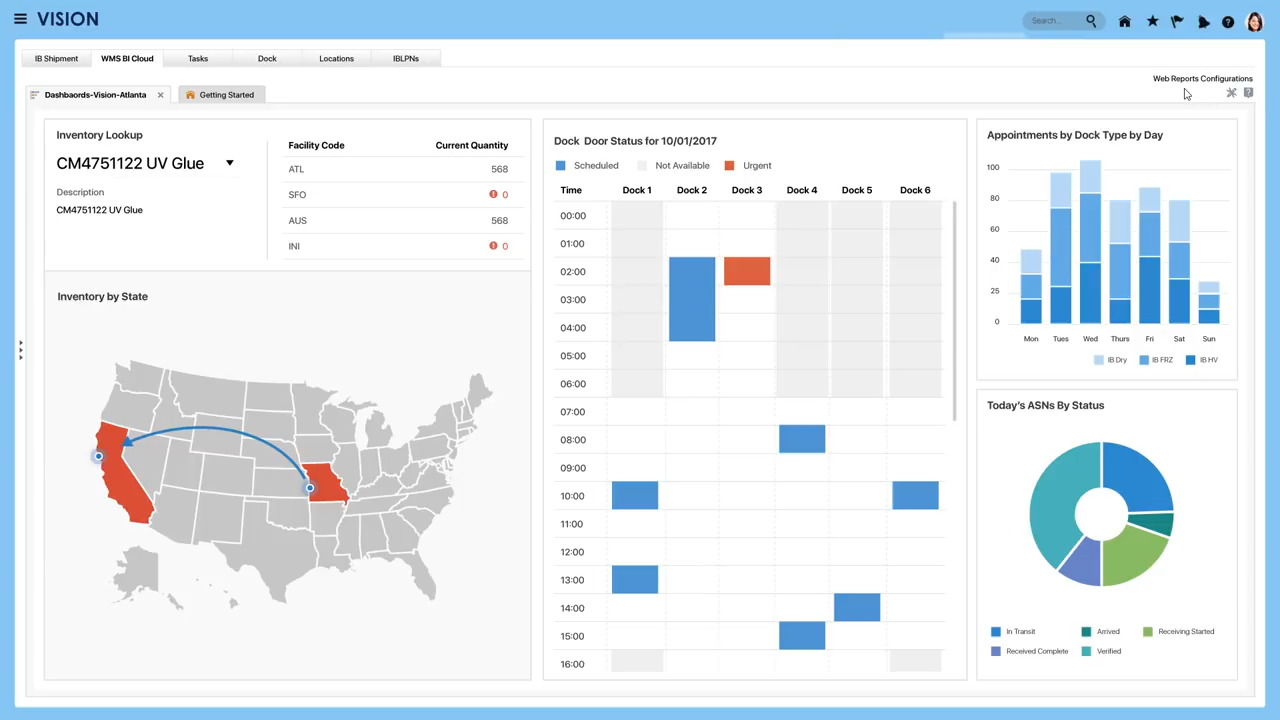 VISION
Search...
IB Shipment WMS BI Cloud Tasks Dock Locations IBLPNs
Web Reports Configurations
Dashbaords-Vision-Atlanta Getting Started
Inventory Lookup
CM4751122 UV Glue
Description
CM4751122 UV Glue
Facility Code Current Quantity
ATL 568
SFO 0
AUS 568
INI 0
Inventory by State
Dock Door Status for 10/01/2017
Scheduled Not Available Urgent
Time Dock 1 Dock 2 Dock 3 Dock 4 Dock 5 Dock 6
00:00
01:00
02:00
03:00
04:00
05:00
06:00
07:00
08:00
09:00
10:00
11:00
12:00
13:00
14:00
15:00
16:00
Appointments by Dock Type by Day
100
80
60
40
25
0
Mon Tues Wed Thurs Fri Sat Sun
IB Dry IB FRZ IB HV
Today's ASNs By Status
In Transit Arrived Receiving Started
Received Complete Verified